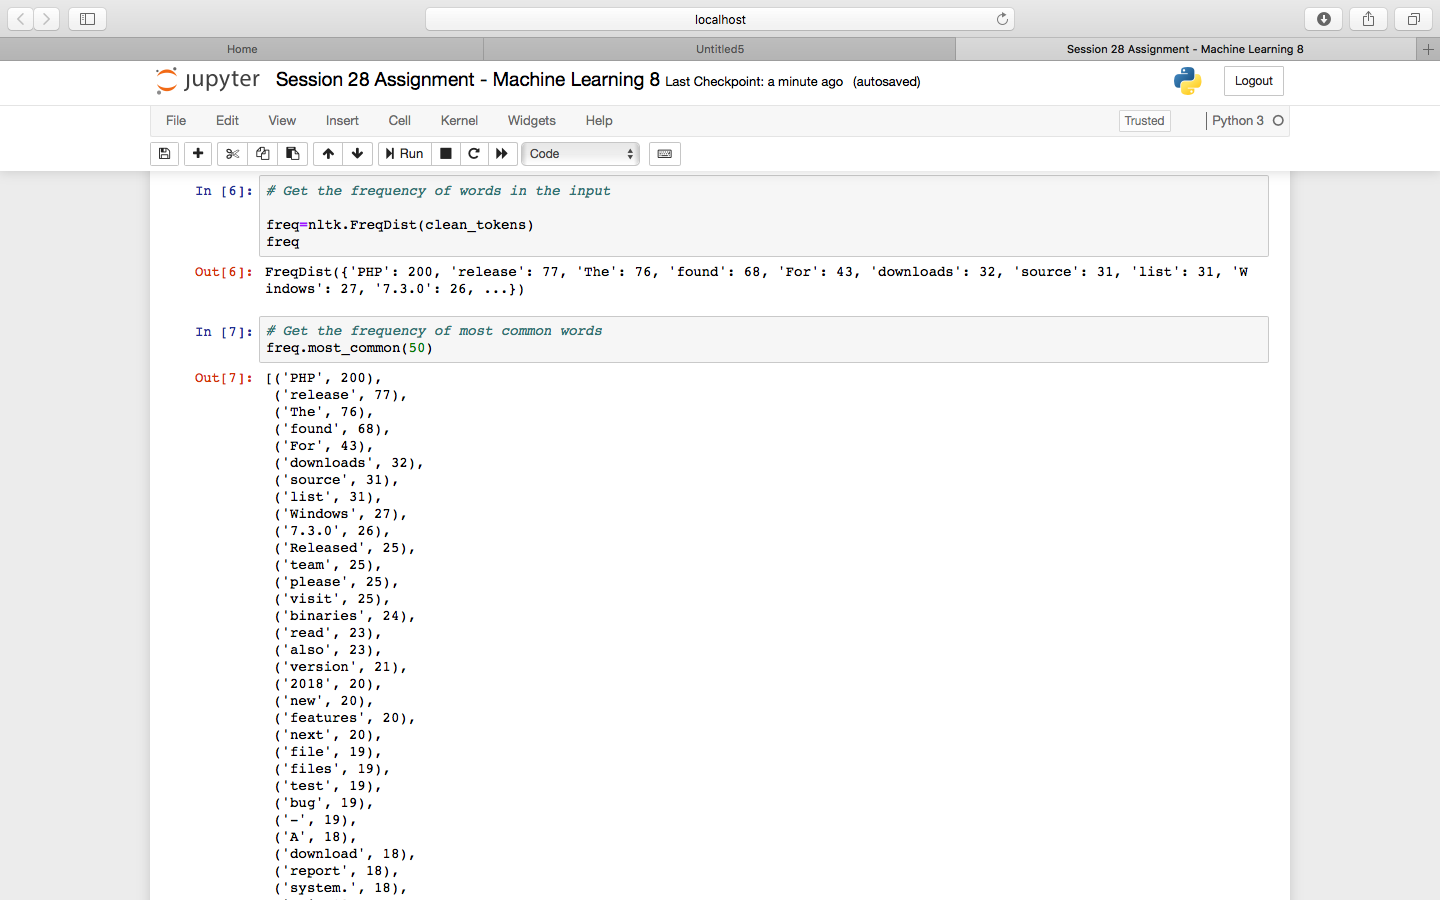 localhost
Home
Untitled5
Session 28 Assignment - Machine Learning 8
jupyter Session 28 Assignment - Machine Learning 8 Last Checkpoint: a minute ago (autosaved)
Logout
File Edit View Insert Cell Kernel Widgets Help
Trusted
Python 3
Run
Code
In [6]: # Get the frequency of words in the input
freq=nltk.FreqDist(clean_tokens)
freq
Out[6]: FreqDist({'PHP': 200, 'release': 77, 'The': 76, 'found': 68, 'For': 43, 'downloads': 32, 'source': 31, 'list': 31, 'W
indows': 27, '7.3.0': 26, ...})
In [7]: # Get the frequency of most common words
freq.most_common(50)
Out[7]: [('PHP', 200),
('release', 77),
('The', 76),
('found', 68),
('For', 43),
('downloads', 32),
('source', 31),
('list', 31),
('Windows', 27),
('7.3.0', 26),
('Released', 25),
('team', 25),
('please', 25),
('visit', 25),
('binaries', 24),
('read', 23),
('also', 23),
('version', 21),
('2018', 20),
('new', 20),
('features', 20),
('next', 20),
('file', 19),
('files', 19),
('test', 19),
('bug', 19),
('-', 19),
('A', 18),
('download', 18),
('report', 18),
('system.', 18),